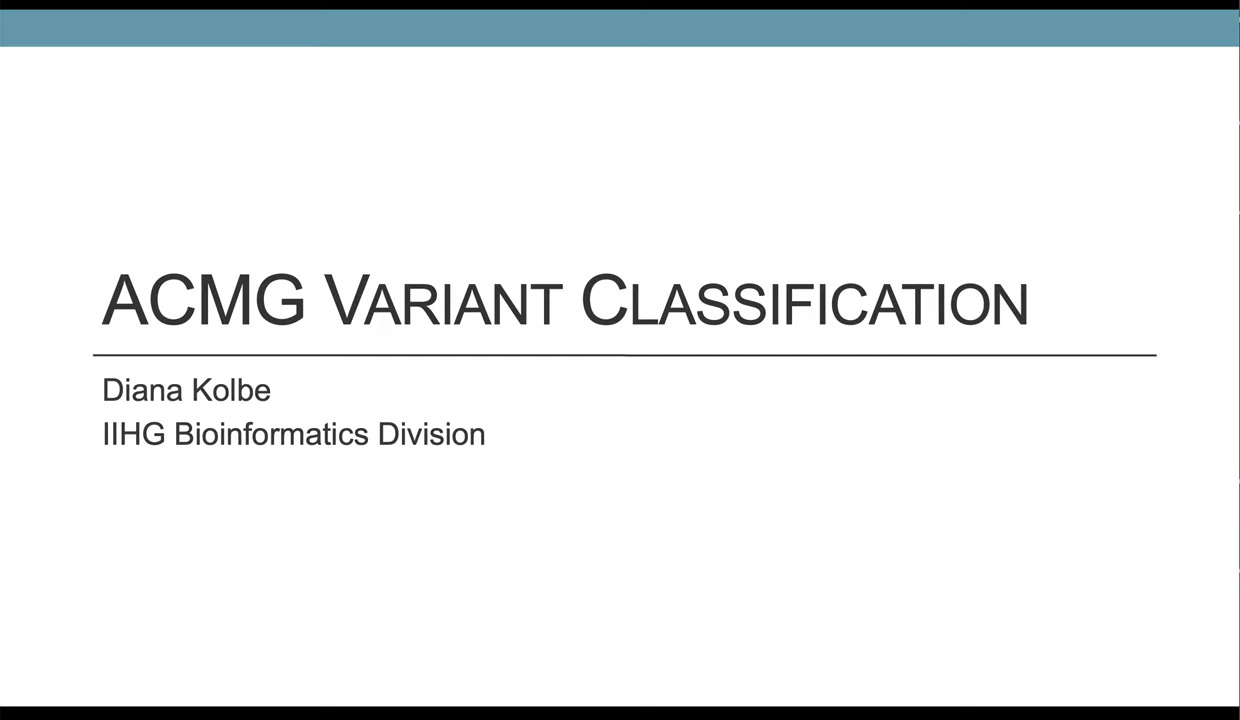 ACMG VARIANT CLASSIFICATION
Diana Kolbe
IIHG Bioinformatics Division